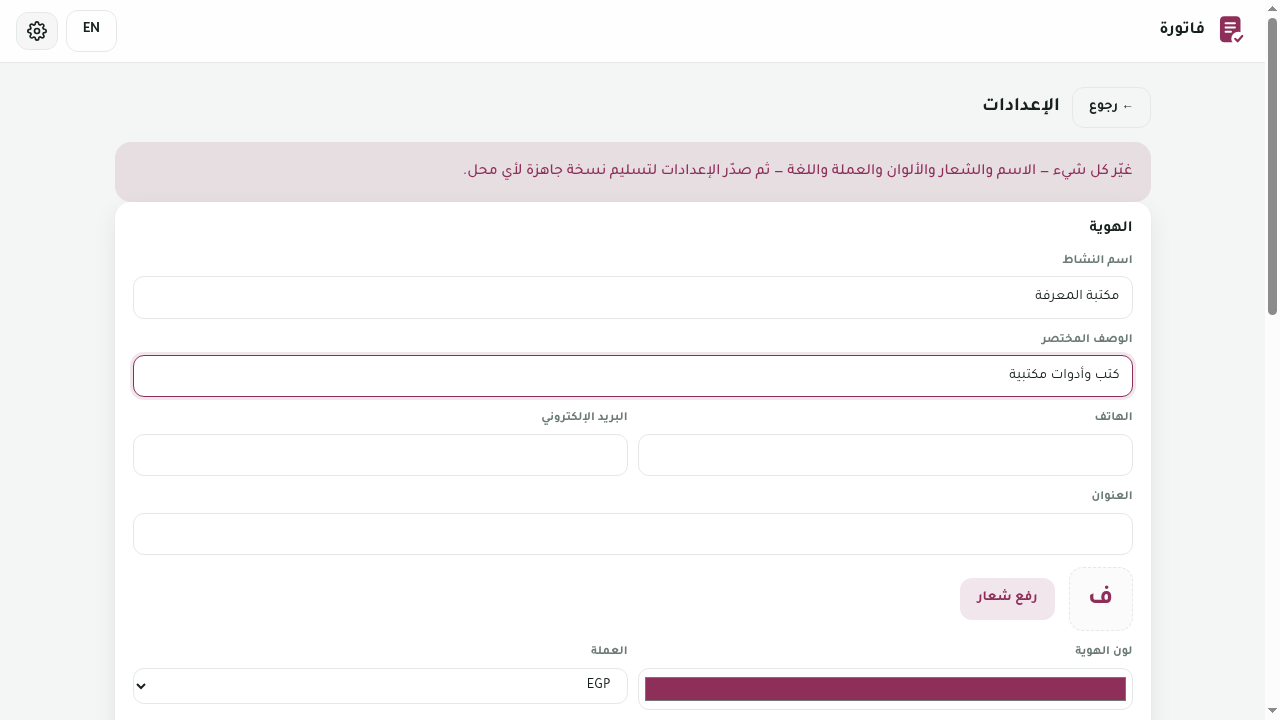 فاتورة
EN
← رجوع
الإعدادات
غيّر كل شيء — الاسم والشعار والألوان والعملة واللغة — ثم صدّر الإعدادات لتسليم نسخة جاهزة لأي محل.
الهوية
اسم النشاط
مكتبة المعرفة
الوصف المختصر
كتب وأدوات مكتبية
الهاتف
البريد الإلكتروني
العنوان
ف
رفع شعار
لون الهوية
العملة
EGP